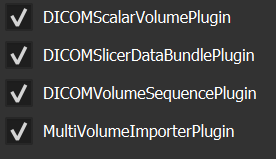 DICOMScalarVolumePlugin
DICOMSlicerDataBundlePlugin
DICOMVolumeSequencePlugin
MultiVolumeImporterPlugin